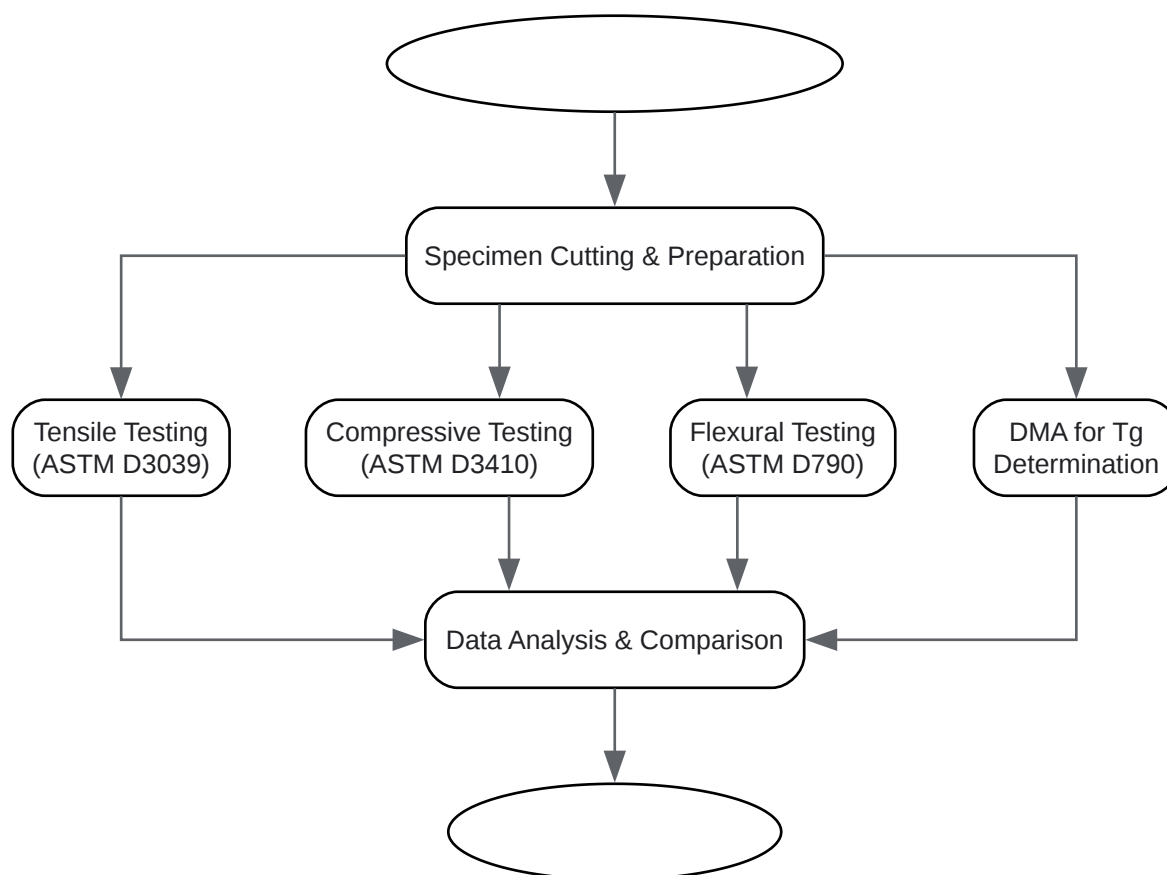 Specimen Cutting & Preparation
Tensile Testing
(ASTM D3039)
Compressive Testing
(ASTM D3410)
Flexural Testing
(ASTM D790)
DMA for Tg
Determination
Data Analysis & Comparison